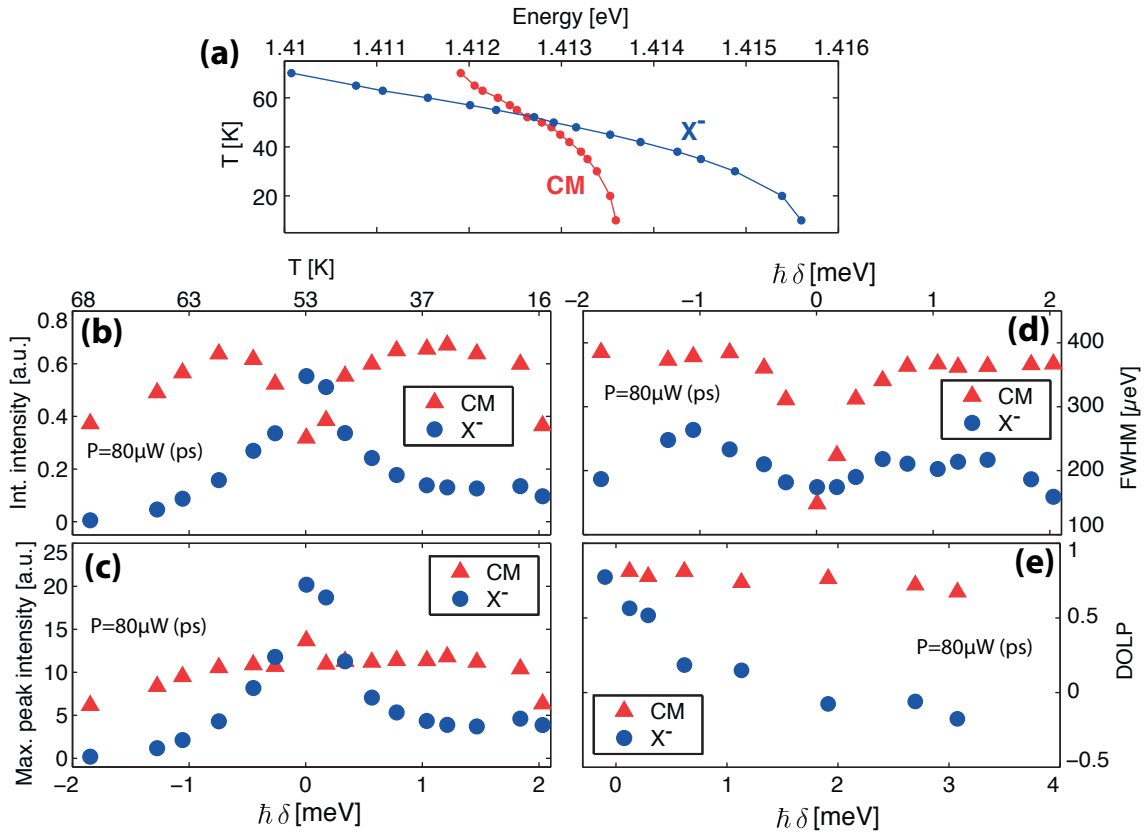 Energy [eV]
1.41 1.411 1.412 1.413 1.414 1.415 1.416
(a)
T [K]
60
40
20
X⁻
CM
T [K]
68 63 53 37 16
(b)
Int. intensity [a.u.]
0.8
0.6
0.4
0.2
0
CM
X⁻
P=80μW (ps)
ℏδ [meV]
−2 −1 0 1 2
(d)
P=80μW (ps)
CM
X⁻
400
300
200
100
FWHM [μeV]
(c)
Max. peak intensity [a.u.]
25
20
15
10
5
0
CM
X⁻
P=80μW (ps)
−2 −1 0 1 2
ℏδ [meV]
(e)
P=80μW (ps)
CM
X⁻
1
0.5
0
−0.5
DOLP
0 1 2 3 4
ℏδ [meV]